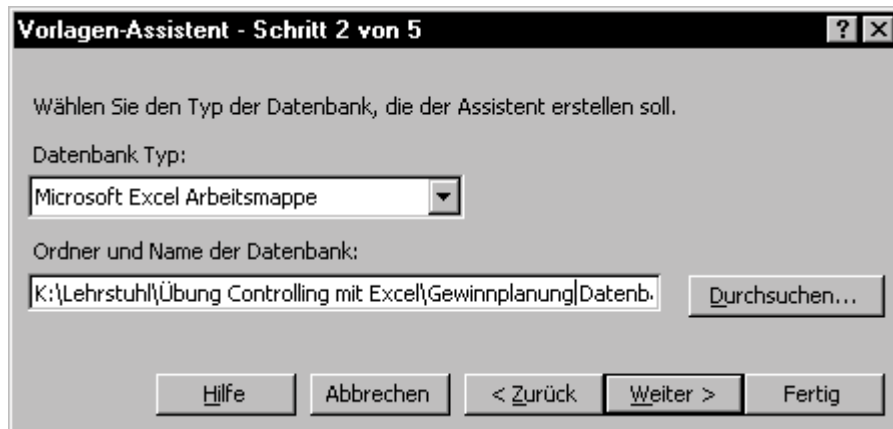 Vorlagen-Assistent - Schritt 2 von 5
Wählen Sie den Typ der Datenbank, die der Assistent erstellen soll.
Datenbank Typ:
Microsoft Excel Arbeitsmappe
Ordner und Name der Datenbank:
K:\Lehrstuhl\Übung Controlling mit Excel\Gewinnplanung Datenb
Durchsuchen...
Hilfe Abbrechen < Zurück Weiter > Fertig